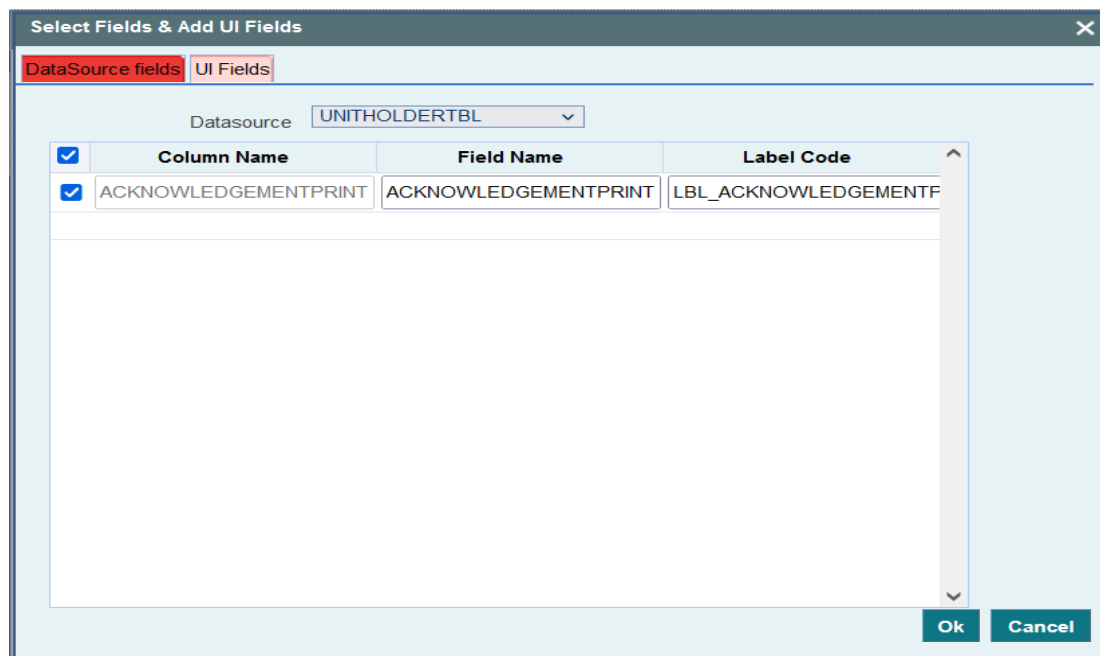 Select Fields & Add UI Fields
DataSource fields UI Fields
Datasource UNITHOLDERTBL
Column Name Field Name Label Code
ACKNOWLEDGEMENTPRINT ACKNOWLEDGEMENTPRINT LBL_ACKNOWLEDGEMENTP
Ok Cancel